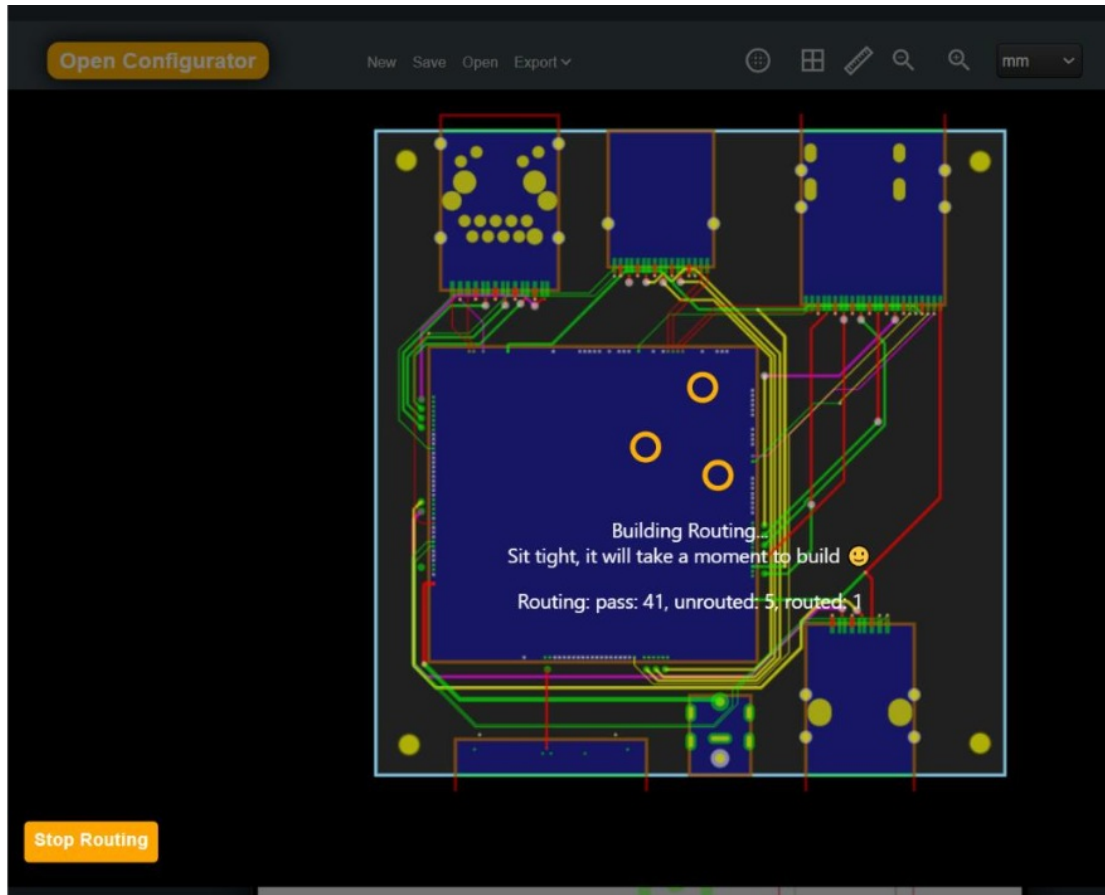 Open Configurator
New Save Open Export
mm
Building Routing...
Sit tight, it will take a moment to build
Routing: pass: 41, unrouted: 5, routed: 1
Stop Routing